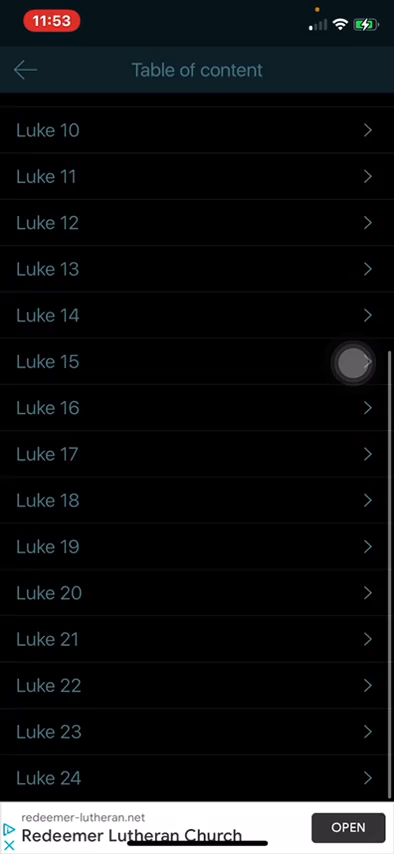 11:53
Table of content
Luke 10
Luke 11
Luke 12
Luke 13
Luke 14
Luke 15
Luke 16
Luke 17
Luke 18
Luke 19
Luke 20
Luke 21
Luke 22
Luke 23
Luke 24
redeemer-lutheran.net
Redeemer Lutheran Church
OPEN